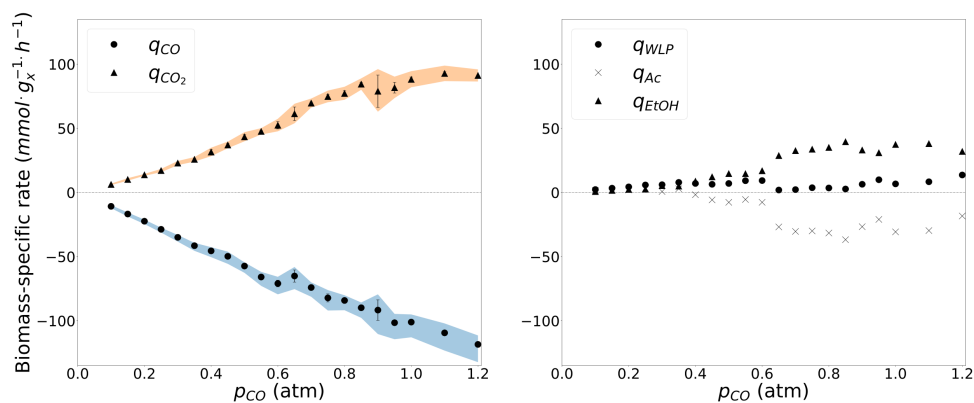 Biomass-specific rate (mmol · g_x^-1 · h^-1)
q_CO
q_CO2
100
50
0
−50
−100
0.0 0.2 0.4 0.6 0.8 1.0 1.2
p_CO (atm)
q_WLP
q_Ac
q_EtOH
100
50
0
−50
−100
0.0 0.2 0.4 0.6 0.8 1.0 1.2
p_CO (atm)